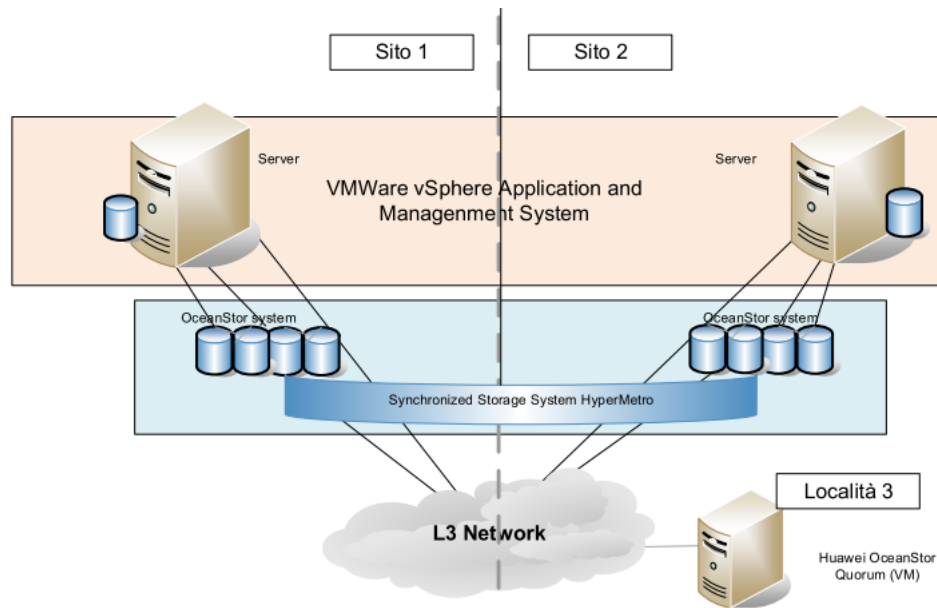 Sito 1
Sito 2
Server
Server
VMWare vSphere Application and
Managenment System
OceanStor system
OceanStor system
Synchronized Storage System HyperMetro
L3 Network
Località 3
Huawei OceanStor
Quorum (VM)